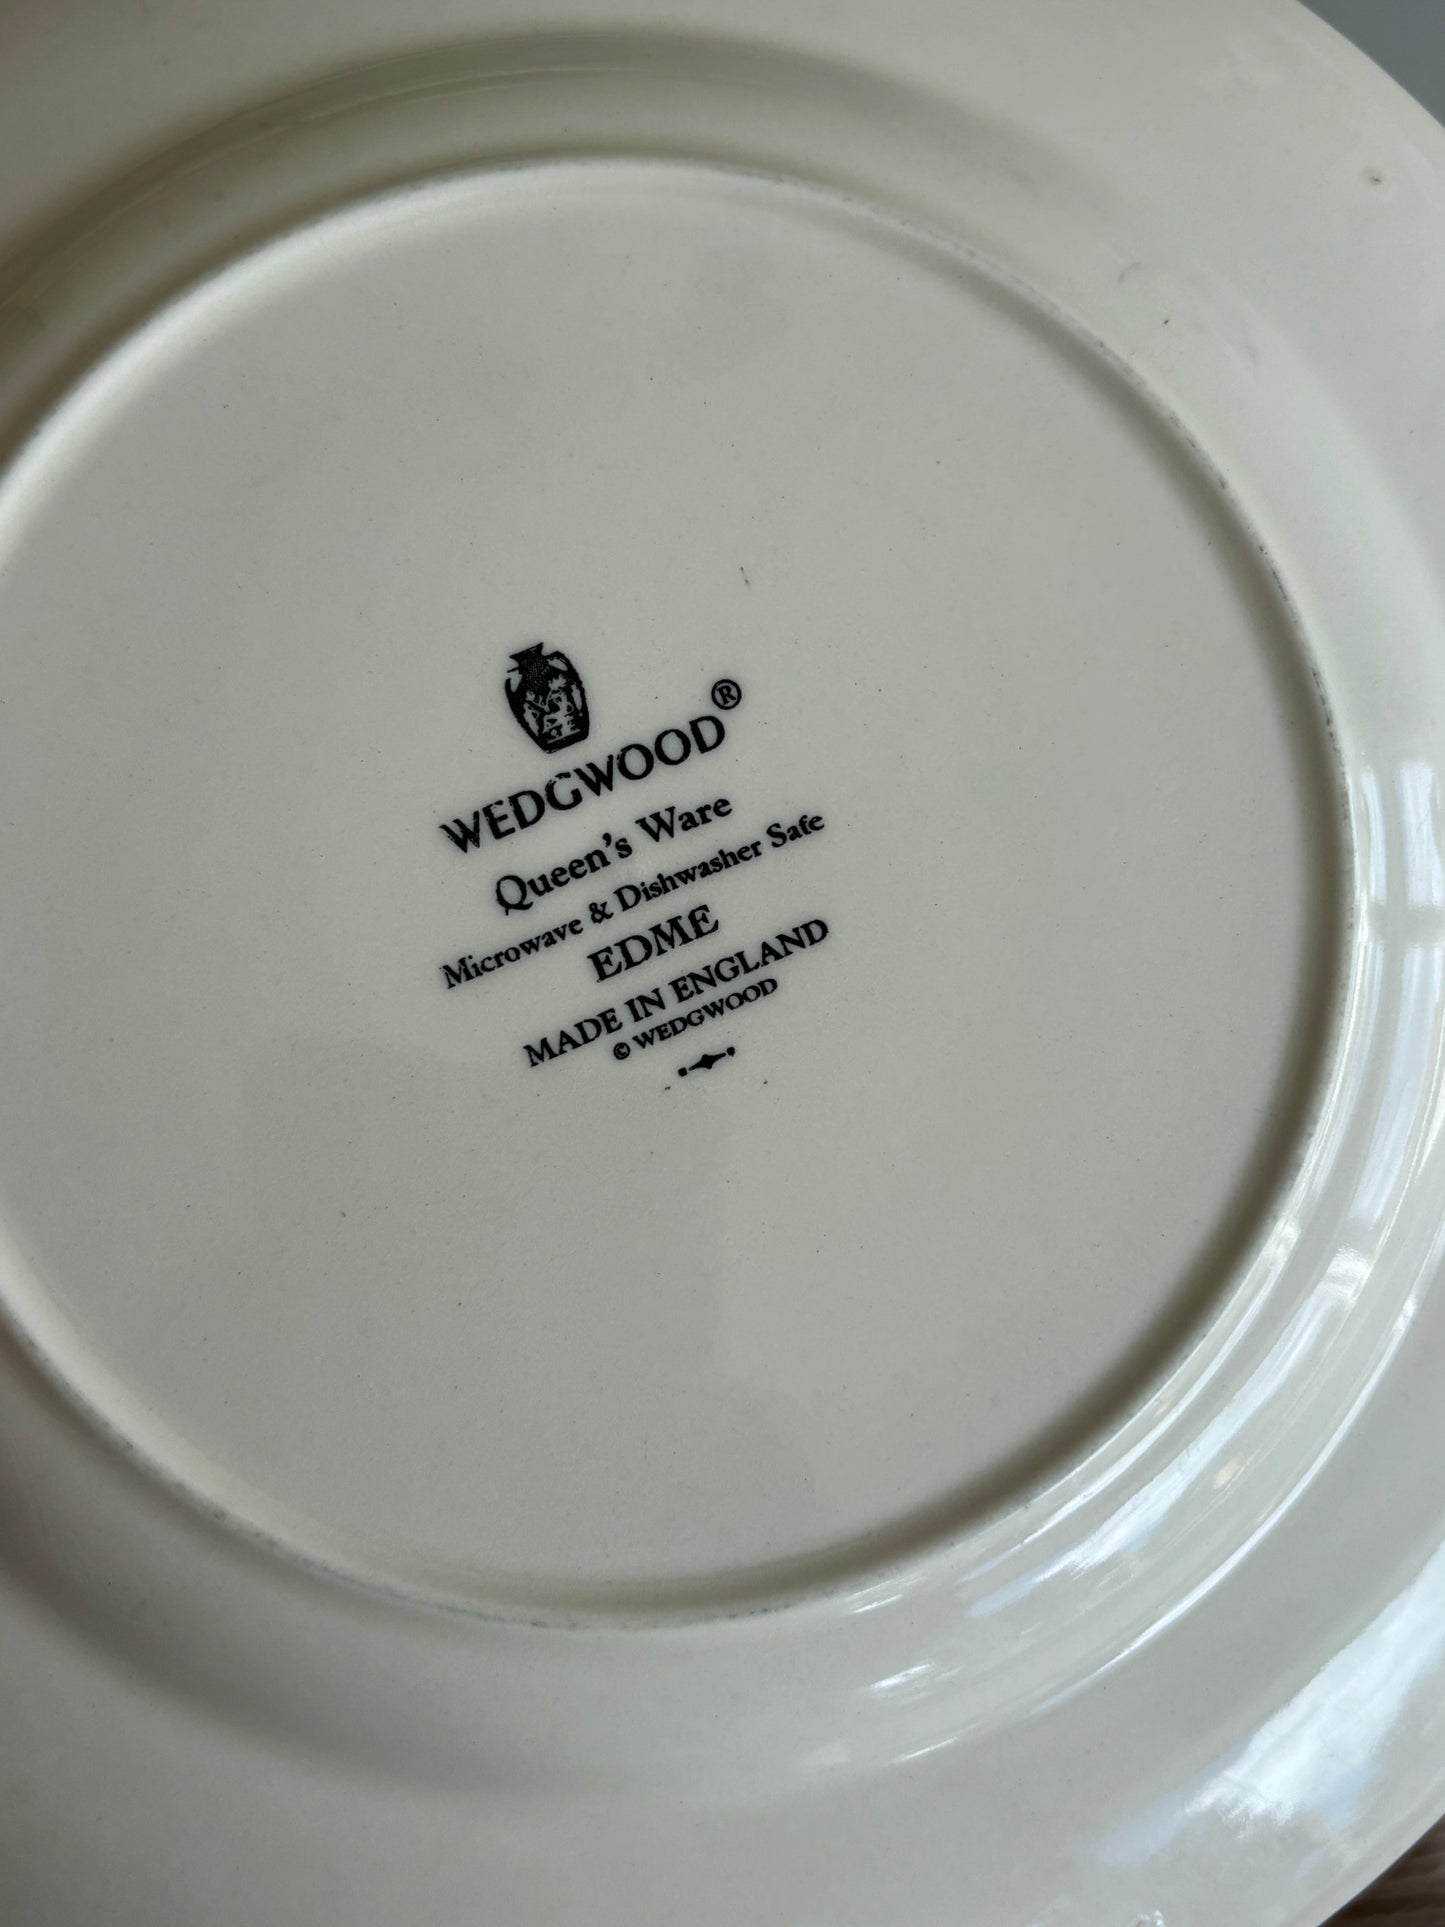 WEDGWOOD®
Queen's Ware
Microwave & Dishwasher Safe
EDME
MADE IN ENGLAND
© WEDGWOOD